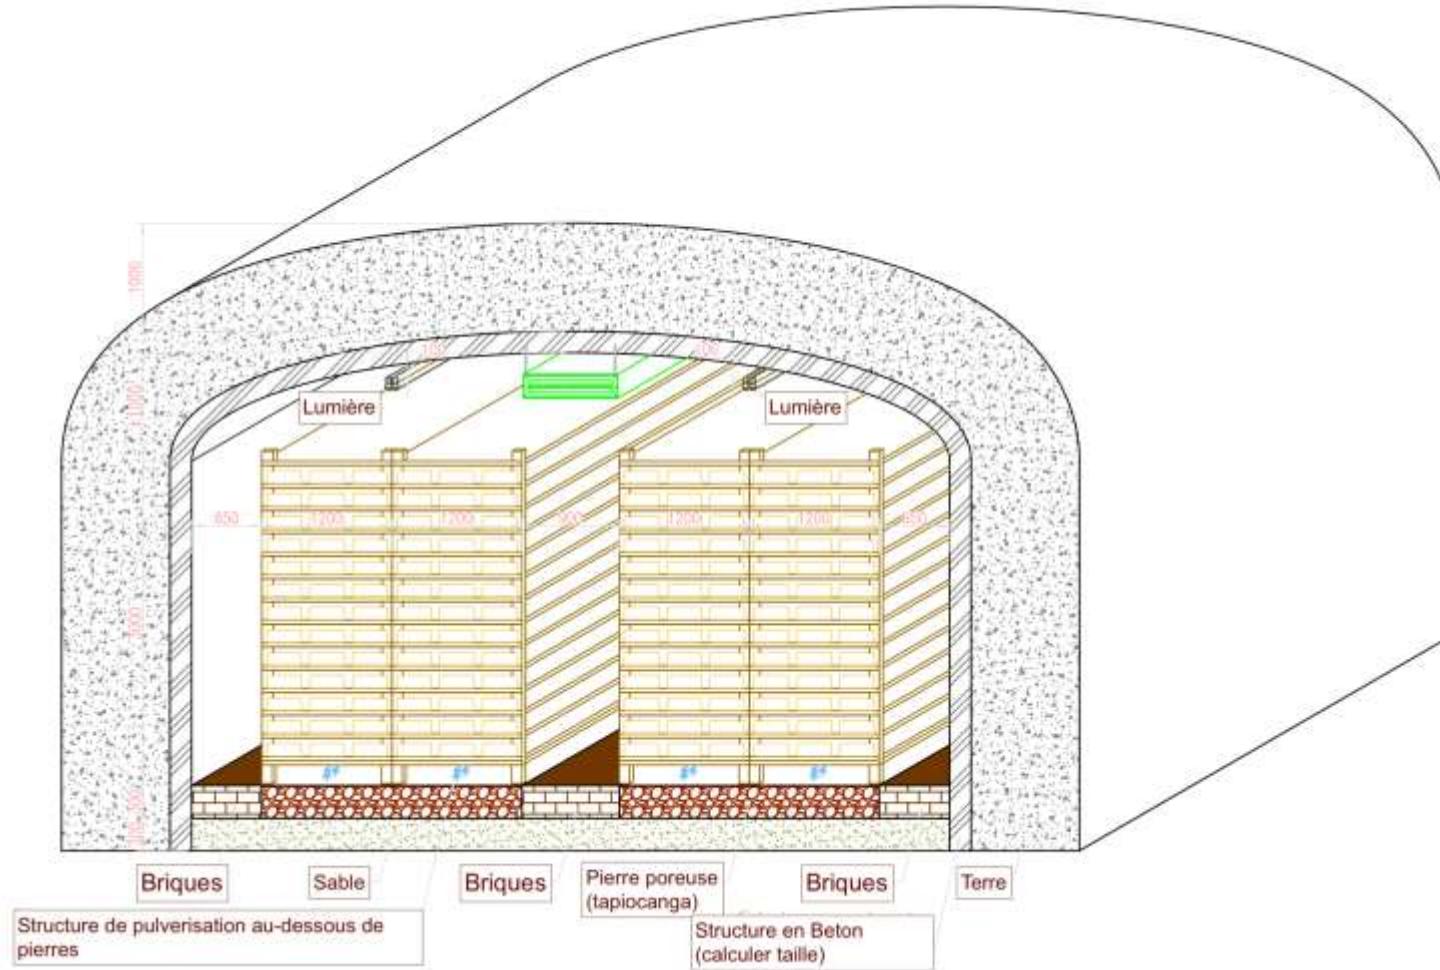 1000
1000
Lumière
Lumière
650
1200
1200
900
1200
1200
650
3000
Briques
Sable
Briques
Pierre poreuse
(tapiocanga)
Briques
Terre
Structure de pulverisation au-dessous de
pierres
Structure en Beton
(calculer taille)